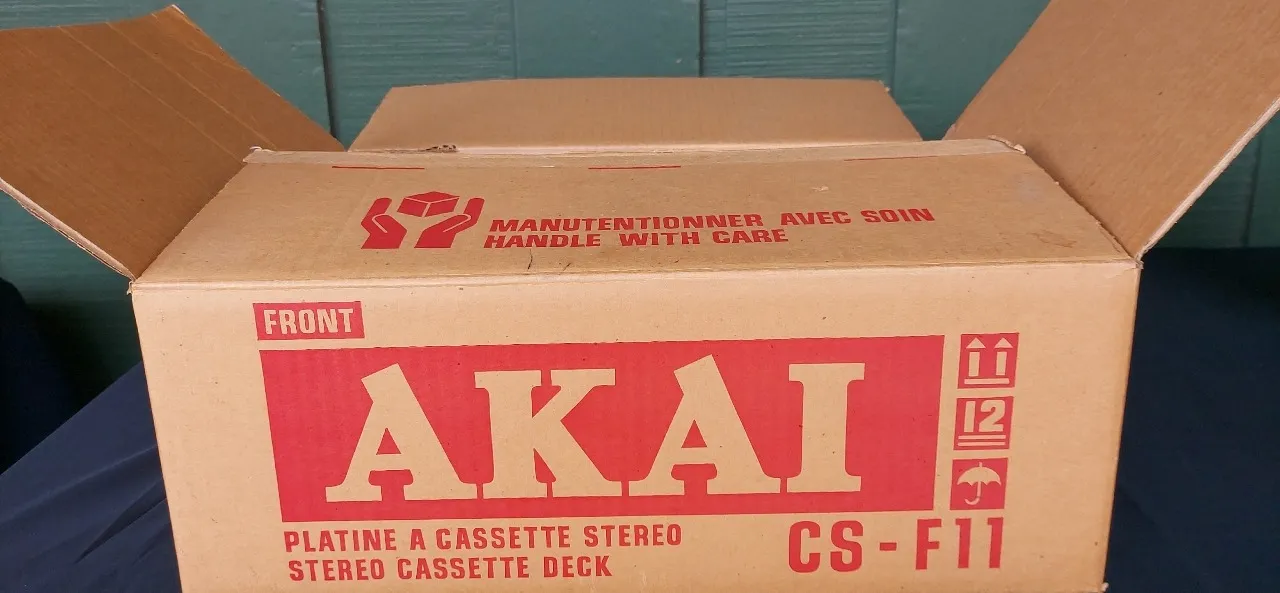 MANUTENTIONNER AVEC SOIN
HANDLE WITH CARE
FRONT
AKAI
12
PLATINE A CASSETTE STEREO
STEREO CASSETTE DECK
CS-F11